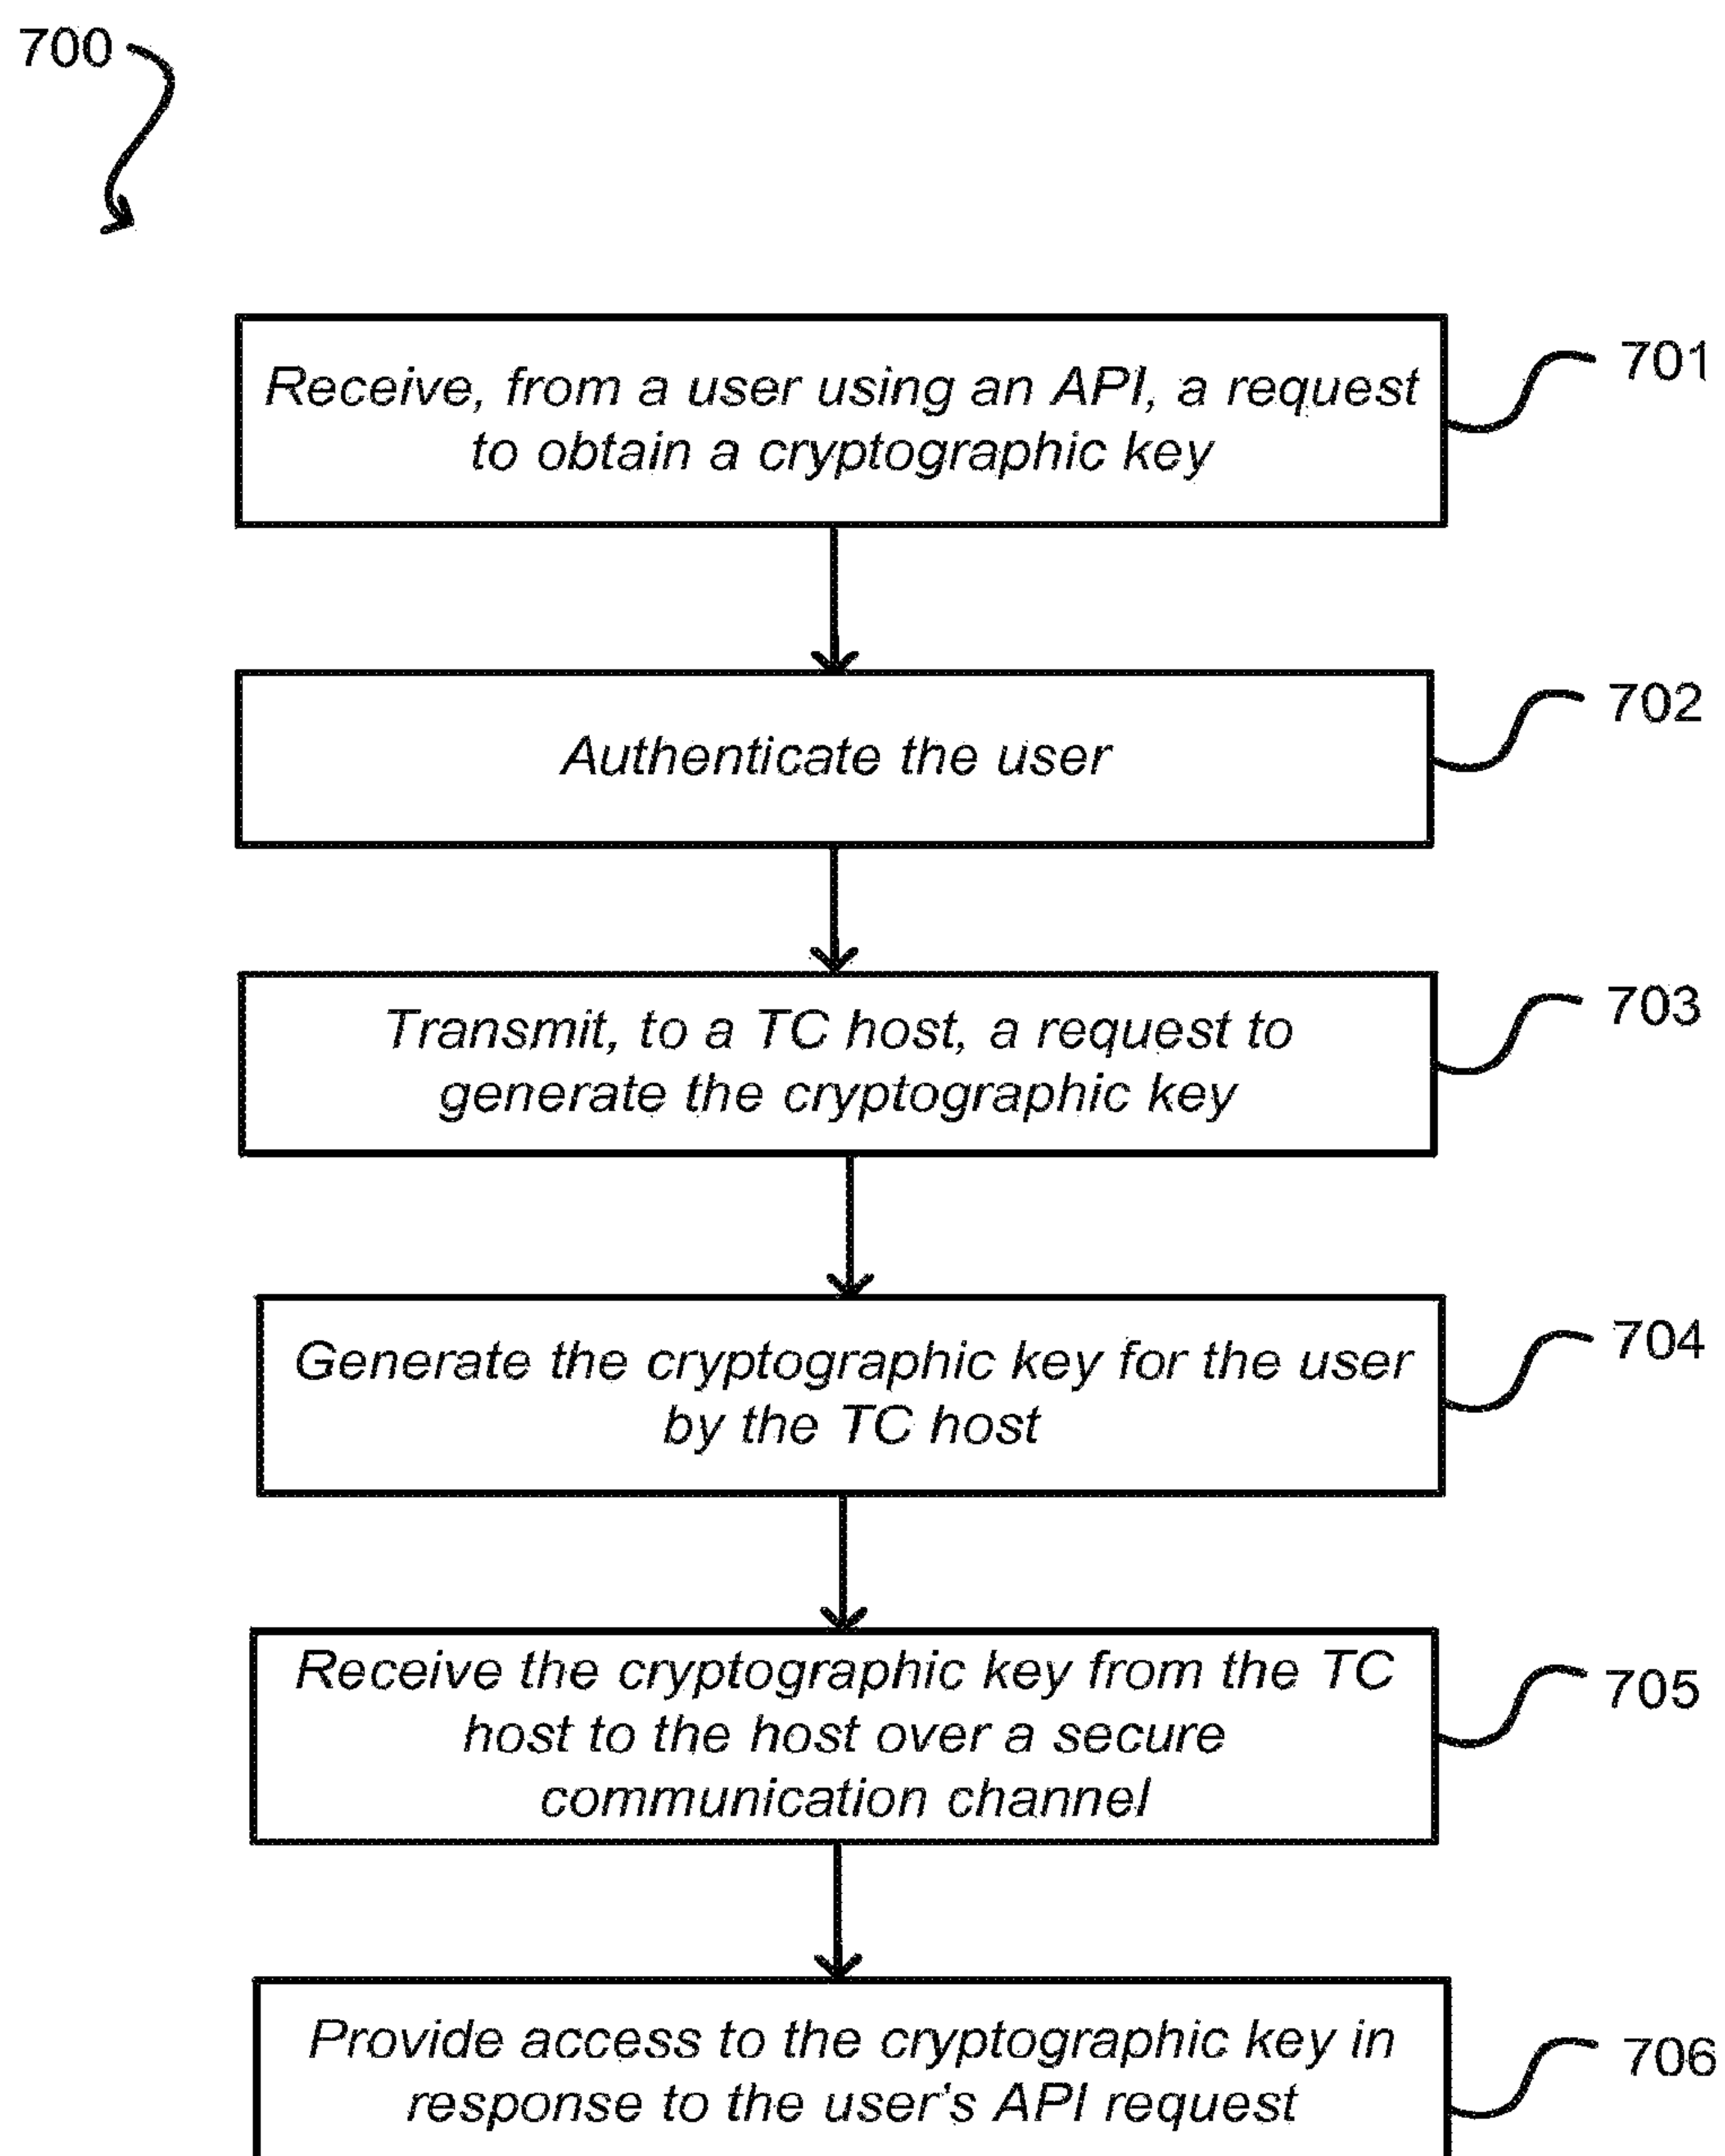 700
Receive, from a user using an API, a request
to obtain a cryptographic key
701
Authenticate the user
702
Transmit, to a TC host, a request to
generate the cryptographic key
703
Generate the cryptographic key for the user
by the TC host
704
Receive the cryptographic key from the TC
host to the host over a secure
communication channel
705
Provide access to the cryptographic key in
response to the user's API request
706